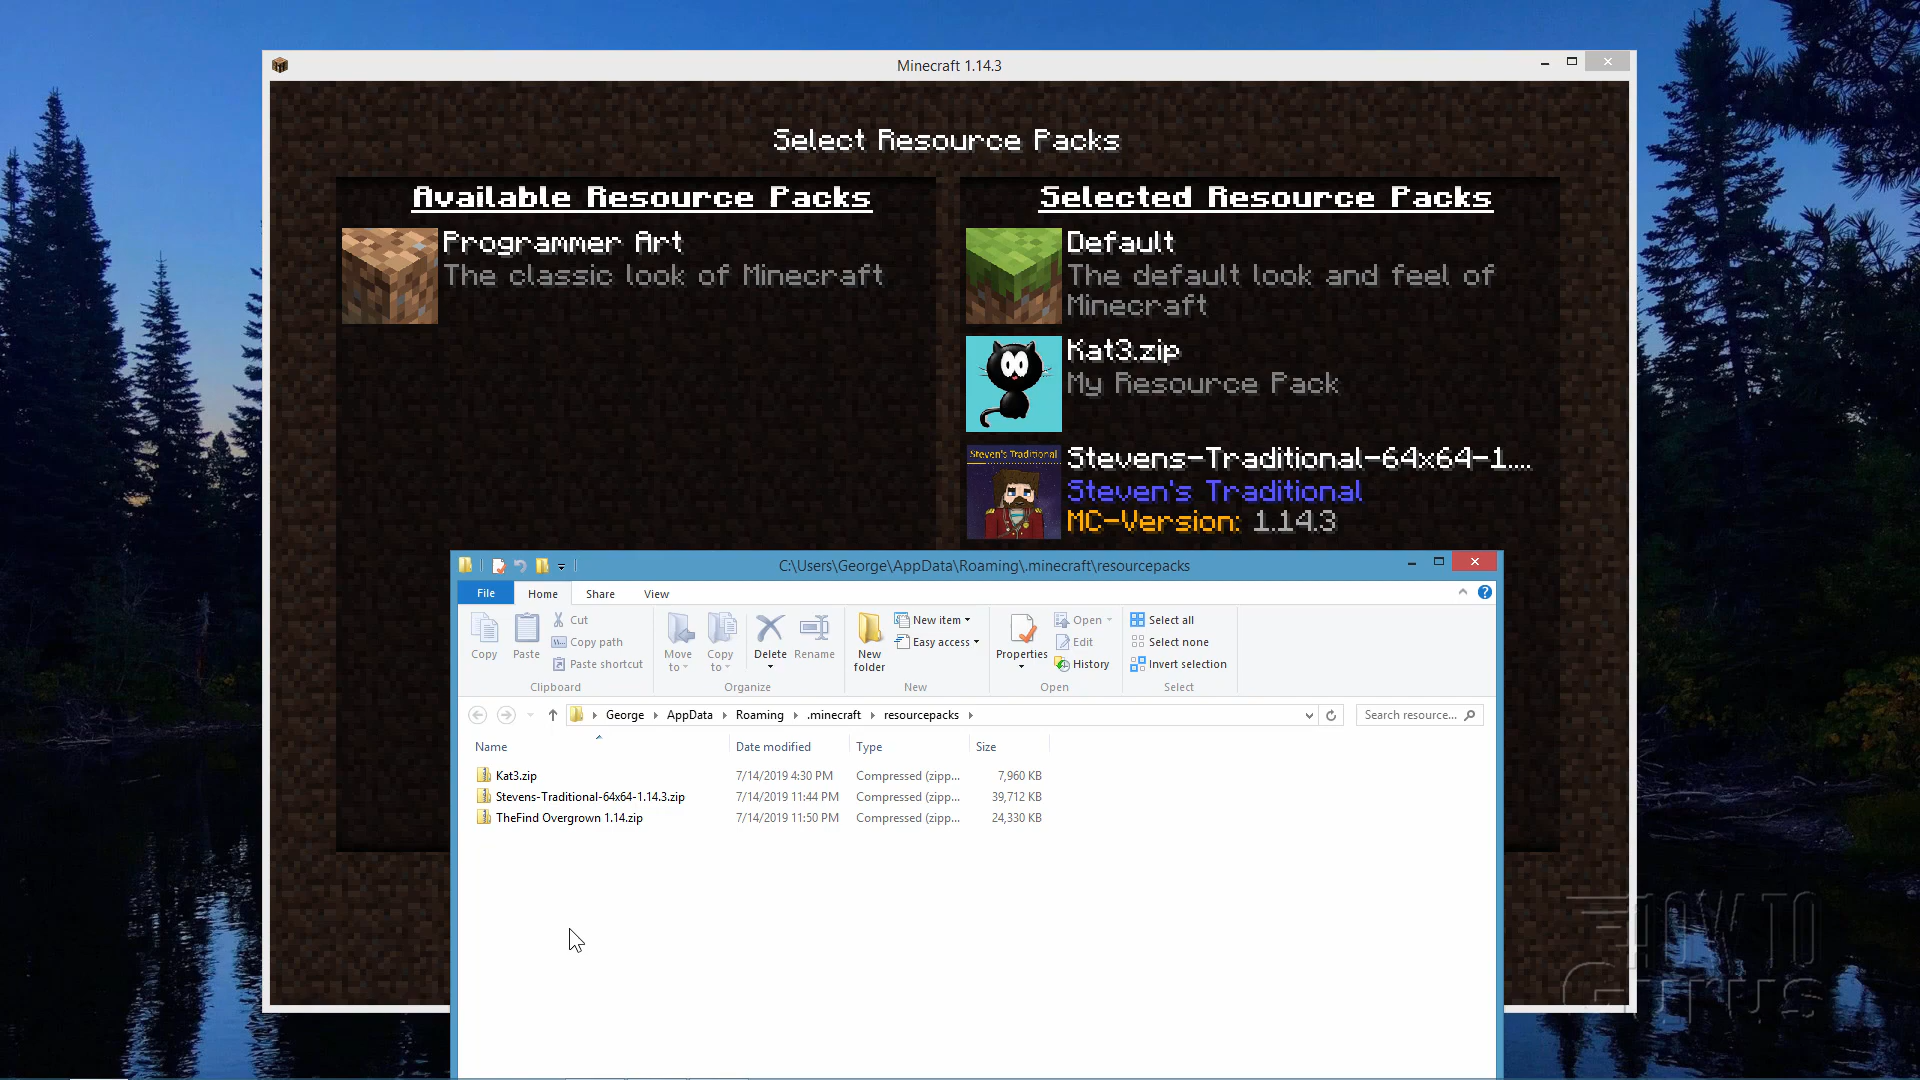 Minecraft 1.14.3
Select Resource Packs
Available Resource Packs
Programmer Art
The classic look of Minecraft
Selected Resource Packs
Default
The default look and feel of
Minecraft
Kat3.zip
My Resource Pack
Steven's Traditional
Stevens-Traditional-64x64-1....
Steven's Traditional
MC-Version: 1.14.3
C:\Users\George\AppData\Roaming\.minecraft\resourcepacks
File Home Share View
Copy
Paste
Cut
Copy path
Paste shortcut
Clipboard
Move to
Copy to
Delete
Rename
Organize
New folder
New item
Easy access
New
Properties
Open
Edit
History
Open
Select all
Select none
Invert selection
Select
George AppData Roaming .minecraft resourcepacks
Search resource...
Name Date modified Type Size
Kat3.zip 7/14/2019 4:30 PM Compressed (zipp... 7,960 KB
Stevens-Traditional-64x64-1.14.3.zip 7/14/2019 11:44 PM Compressed (zipp... 39,712 KB
TheFind Overgrown 1.14.zip 7/14/2019 11:50 PM Compressed (zipp... 24,330 KB
HOW TO
Gurus